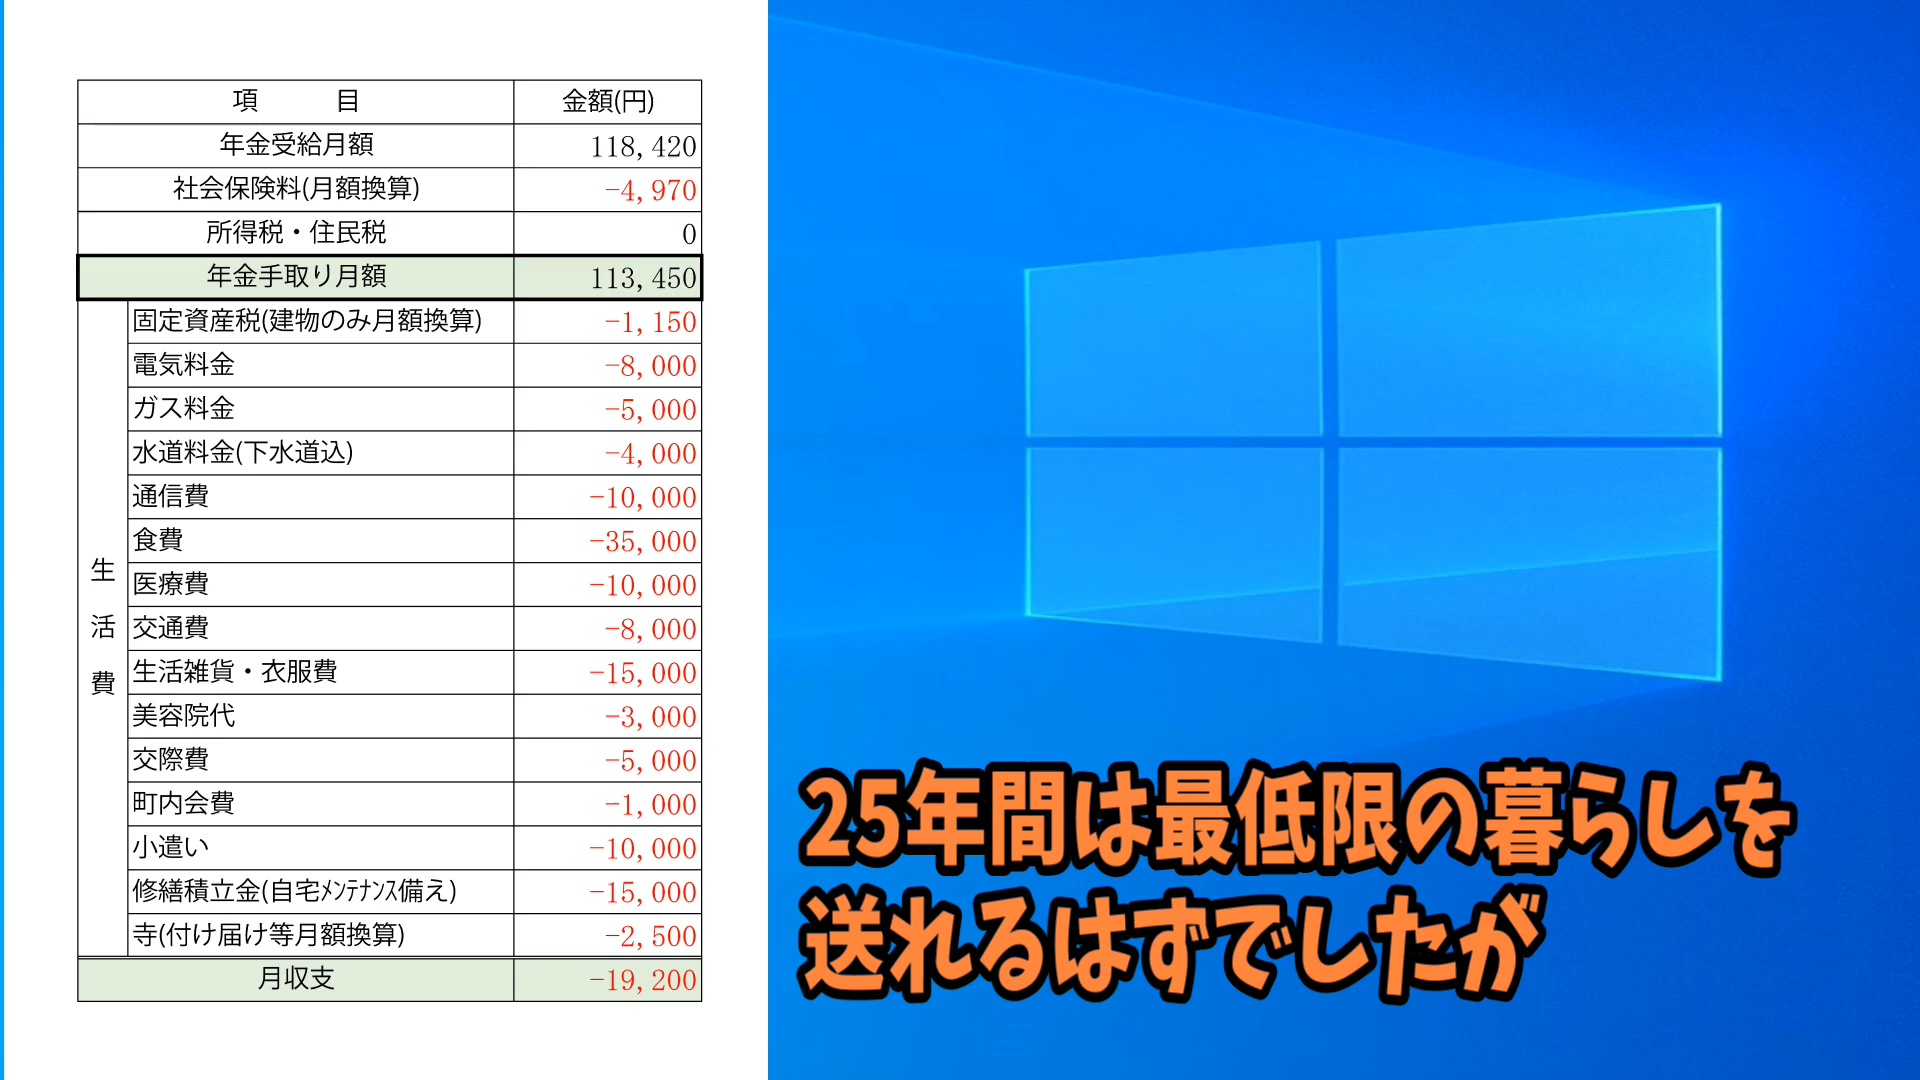 項 目 金額(円)
年金受給月額 118,420
社会保険料(月額換算) -4,970
所得税・住民税 0
年金手取り月額 113,450
生活費
固定資産税(建物のみ月額換算) -1,150
電気料金 -8,000
ガス料金 -5,000
水道料金(下水道込) -4,000
通信費 -10,000
食費 -35,000
医療費 -10,000
交通費 -8,000
生活雑貨・衣服費 -15,000
美容院代 -3,000
交際費 -5,000
町内会費 -1,000
小遣い -10,000
修繕積立金(自宅ﾒﾝﾃﾅﾝｽ備え) -15,000
寺(付け届け等月額換算) -2,500
月収支 -19,200
25年間は最低限の暮らしを
送れるはずでしたが